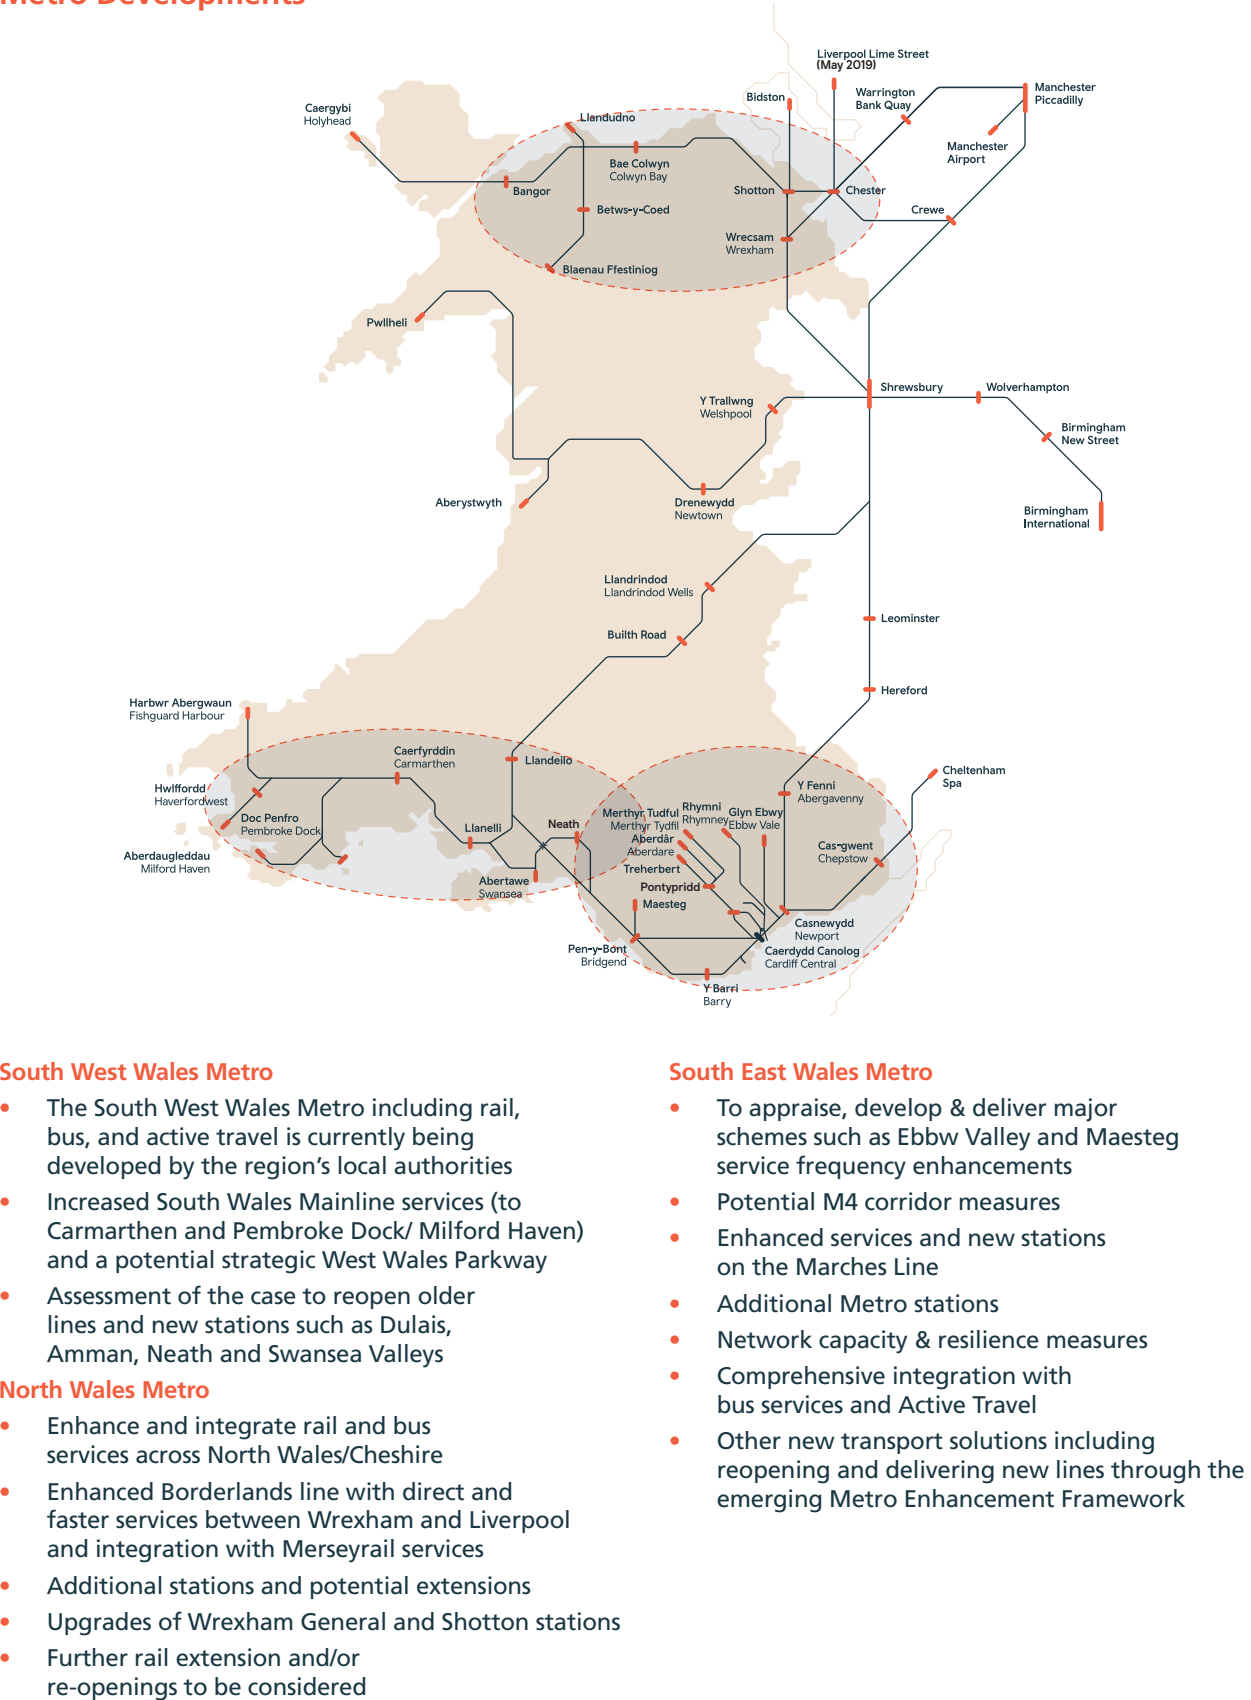 Metro Developments
Liverpool Lime Street
(May 2019)
Bidston
Warrington
Bank Quay
Manchester
Piccadilly
Manchester
Airport
Caergybi
Holyhead
Llandudno
Bae Colwyn
Colwyn Bay
Bangor
Shotton
Chester
Betws-y-Coed
Crewe
Wrecsam
Wrexham
Blaenau Ffestiniog
Pwllheli
Shrewsbury
Wolverhampton
Y Trallwng
Welshpool
Birmingham
New Street
Aberystwyth
Drenewydd
Newtown
Birmingham
International
Llandrindod
Llandrindod Wells
Leominster
Builth Road
Hereford
Harbwr Abergwaun
Fishguard Harbour
Caerfyrddin
Carmarthen
Llandeilo
Cheltenham
Spa
Hwlffordd
Haverfordwest
Y Fenni
Abergavenny
Doc Penfro
Pembroke Dock
Llanelli
Neath
Merthyr Tudful
Merthyr Tydfil
Rhymni
Rhymney
Glyn Ebwy
Ebbw Vale
Aberdâr
Aberdare
Cas-gwent
Chepstow
Aberdaugleddau
Milford Haven
Treherbert
Abertawe
Swansea
Pontypridd
Maesteg
Casnewydd
Newport
Pen-y-Bont
Bridgend
Caerdydd Canolog
Cardiff Central
Y Barri
Barry
South West Wales Metro
• The South West Wales Metro including rail,
bus, and active travel is currently being
developed by the region’s local authorities
• Increased South Wales Mainline services (to
Carmarthen and Pembroke Dock/ Milford Haven)
and a potential strategic West Wales Parkway
• Assessment of the case to reopen older
lines and new stations such as Dulais,
Amman, Neath and Swansea Valleys
North Wales Metro
• Enhance and integrate rail and bus
services across North Wales/Cheshire
• Enhanced Borderlands line with direct and
faster services between Wrexham and Liverpool
and integration with Merseyrail services
• Additional stations and potential extensions
• Upgrades of Wrexham General and Shotton stations
• Further rail extension and/or
re-openings to be considered
South East Wales Metro
• To appraise, develop & deliver major
schemes such as Ebbw Valley and Maesteg
service frequency enhancements
• Potential M4 corridor measures
• Enhanced services and new stations
on the Marches Line
• Additional Metro stations
• Network capacity & resilience measures
• Comprehensive integration with
bus services and Active Travel
• Other new transport solutions including
reopening and delivering new lines through the
emerging Metro Enhancement Framework